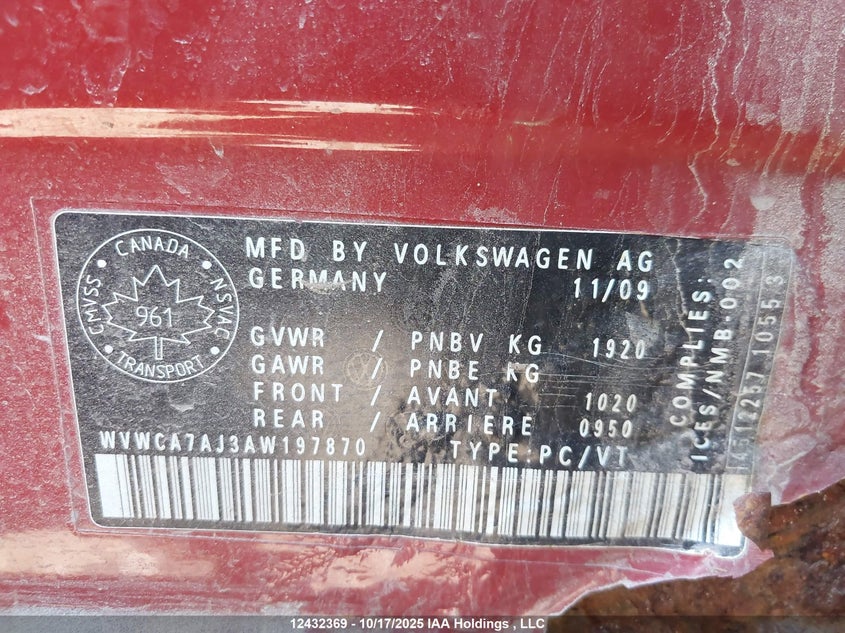 CANADA
CMVSS
NSVAC
961
TRANSPORT
MFD BY VOLKSWAGEN AG
GERMANY 11/09
GVWR / PNBV KG 1920
GAWR / PNBE KG
FRONT / AVANT 1020
REAR / ARRIERE 0950
WVWCA7AJ3AW197870 TYPE:PC/VT
COMPLIES:
ICES/NMB-002
10553
12432369 - 10/17/2025 IAA Holdings , LLC